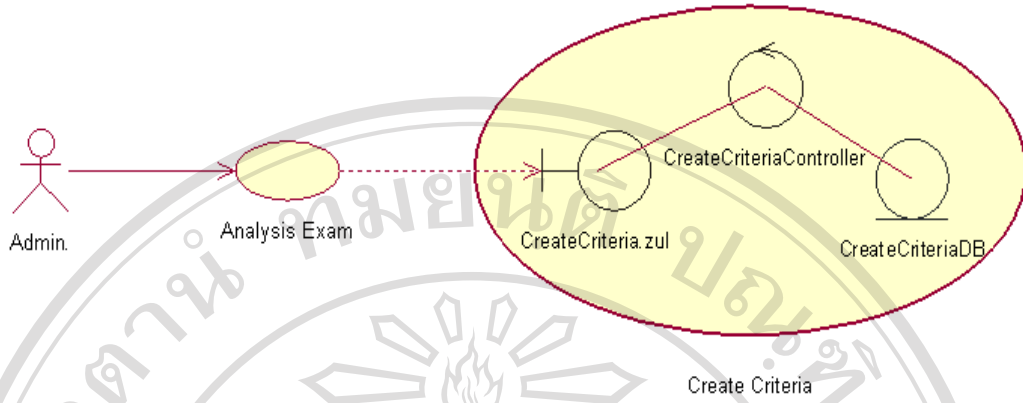 Admin.
Analysis Exam
CreateCriteria.zul
CreateCriteriaController
CreateCriteriaDB
Create Criteria